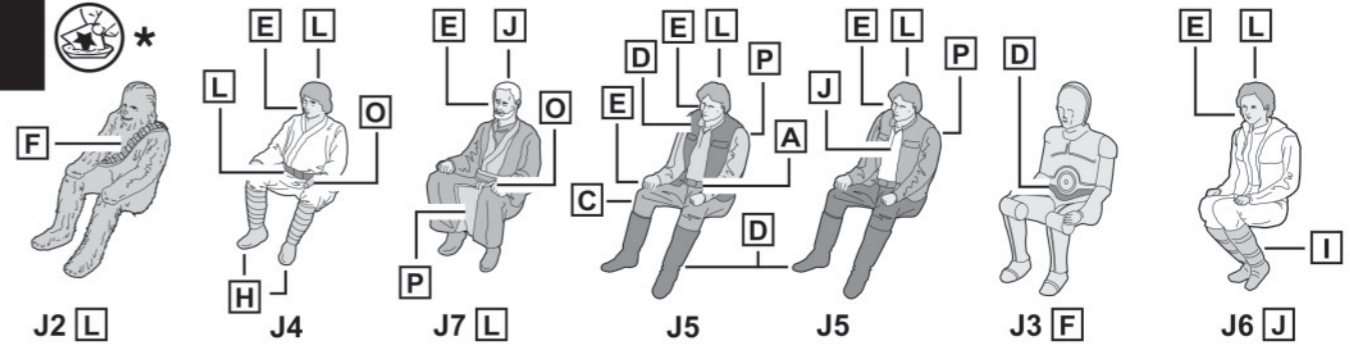 *
E L E J E L E L E L
D P P D
L O O E J
F A
C
D
P I
H
J2 L J4 J7 L J5 J5 J3 F J6 J